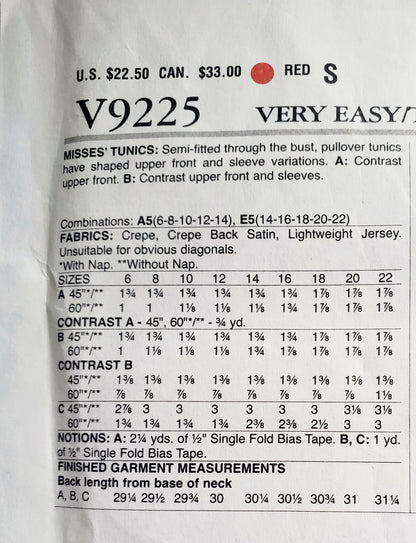 U.S. $22.50 CAN. $33.00 RED S
V9225 VERY EASY/
MISSES' TUNICS: Semi-fitted through the bust, pullover tunics
have shaped upper front and sleeve variations. A: Contrast
upper front. B: Contrast upper front and sleeves.
Combinations: A5(6-8-10-12-14), E5(14-16-18-20-22)
FABRICS: Crepe, Crepe Back Satin, Lightweight Jersey.
Unsuitable for obvious diagonals.
*With Nap. **Without Nap.
SIZES 6 8 10 12 14 16 18 20 22
A 45"*/** 1¾ 1¾ 1¾ 1¾ 1¾ 1¾ 1⅞ 1⅞ 1⅞
60"*/** 1 1 1⅛ 1⅛ 1¾ 1⅞ 1⅞ 1⅞ 1⅞
CONTRAST A - 45", 60"*/** - ¾ yd.
B 45"*/** 1¾ 1¾ 1¾ 1¾ 1¾ 1¾ 1⅞ 1⅞ 1⅞
60"*/** 1 1⅛ 1⅛ 1⅛ 1¾ 1⅞ 1⅞ 1⅞ 1⅞
CONTRAST B
45"*/** 1⅜ 1⅜ 1⅜ 1⅜ 1⅜ 1⅜ 1⅜ 1⅜ 1⅜
60"*/** ⅞ ⅞ ⅞ ⅞ ⅞ ⅞ ⅞ ⅞ 1⅛
C 45"*/** 2⅞ 3 3 3 3 3 3 3⅛ 3⅛
60"*/** 1¾ 1¾ 1¾ 1¾ 2⅜ 2⅜ 2½ 3 3
NOTIONS: A: 2¼ yds. of ½" Single Fold Bias Tape. B, C: 1 yd.
of ½" Single Fold Bias Tape.
FINISHED GARMENT MEASUREMENTS
Back length from base of neck
A, B, C 29¼ 29½ 29¾ 30 30¼ 30½ 30¾ 31 31¼